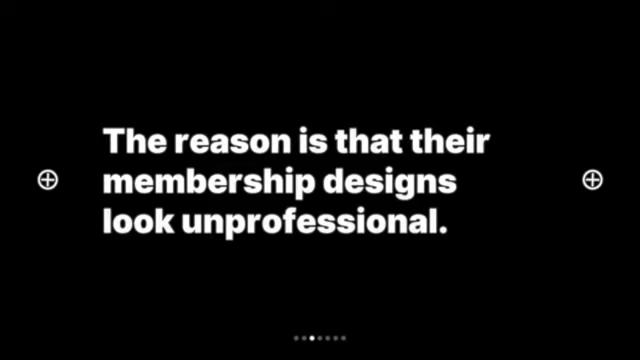 The reason is that their
membership designs
look unprofessional.